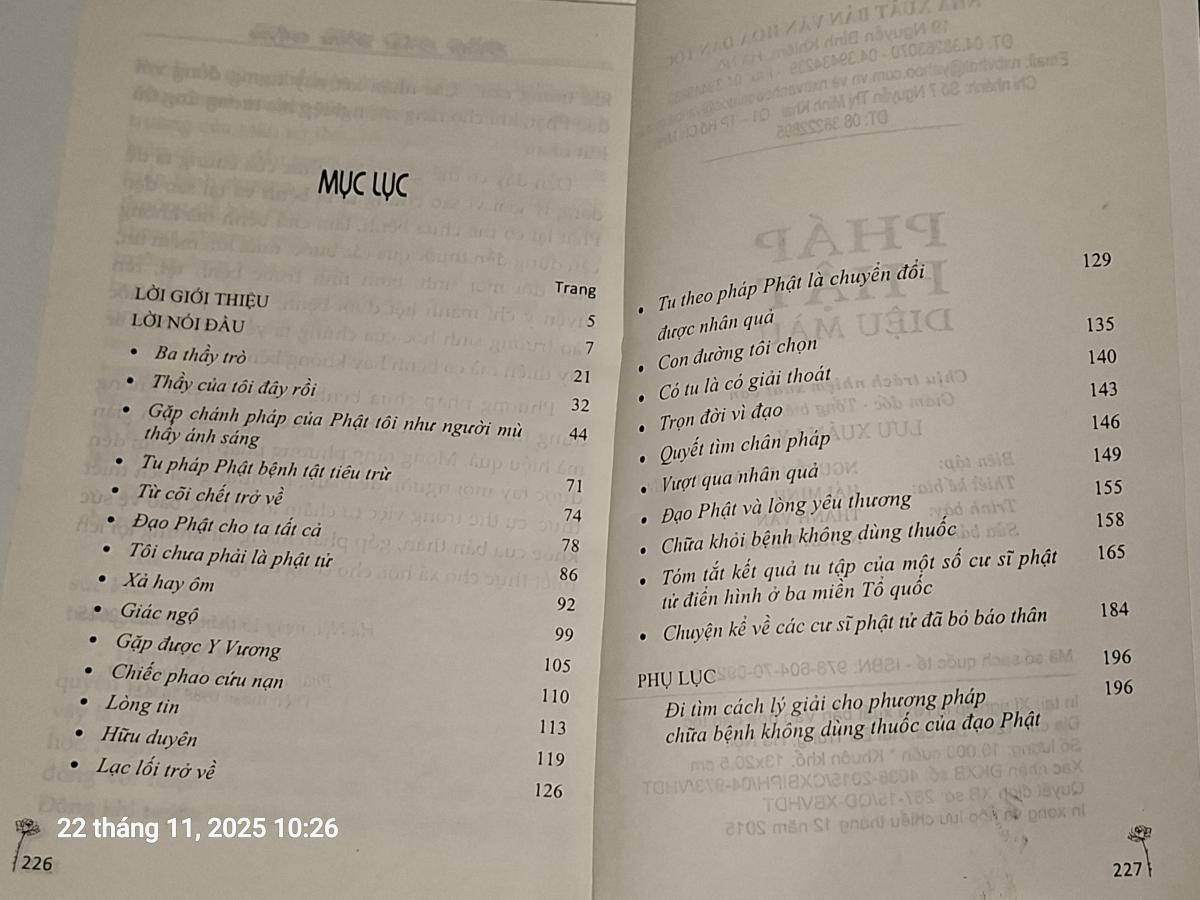 MỤC LỤC
Trang
LỜI GIỚI THIỆU 5
LỜI NÓI ĐẦU 7
• Ba thầy trò 21
• Thầy của tôi đây rồi 32
• Gặp chánh pháp của Phật tôi như người mù 44
thấy ánh sáng
• Tu pháp Phật bệnh tật tiêu trừ 71
• Từ cõi chết trở về 74
• Đạo Phật cho ta tất cả 78
• Tôi chưa phải là phật tử 86
• Xả hay ôm 92
• Giác ngộ 99
• Gặp được Y Vương 105
• Chiếc phao cứu nạn 110
• Lòng tin 113
• Hữu duyên 119
• Lạc lối trở về 126
22 tháng 11, 2025 10:26
226
• Tu theo pháp Phật là chuyển đổi 129
được nhân quả
• Con đường tôi chọn 135
• Có tu là có giải thoát 140
• Trọn đời vì đạo 143
• Quyết tìm chân pháp 146
• Vượt qua nhân quả 149
• Đạo Phật và lòng yêu thương 155
• Chữa khỏi bệnh không dùng thuốc 158
• Tóm tắt kết quả tu tập của một số cư sĩ phật 165
tử điển hình ở ba miền Tổ quốc
• Chuyện kể về các cư sĩ phật tử đã bỏ báo thân 184
PHỤ LỤC 196
Đi tìm cách lý giải cho phương pháp 196
chữa bệnh không dùng thuốc của đạo Phật
227